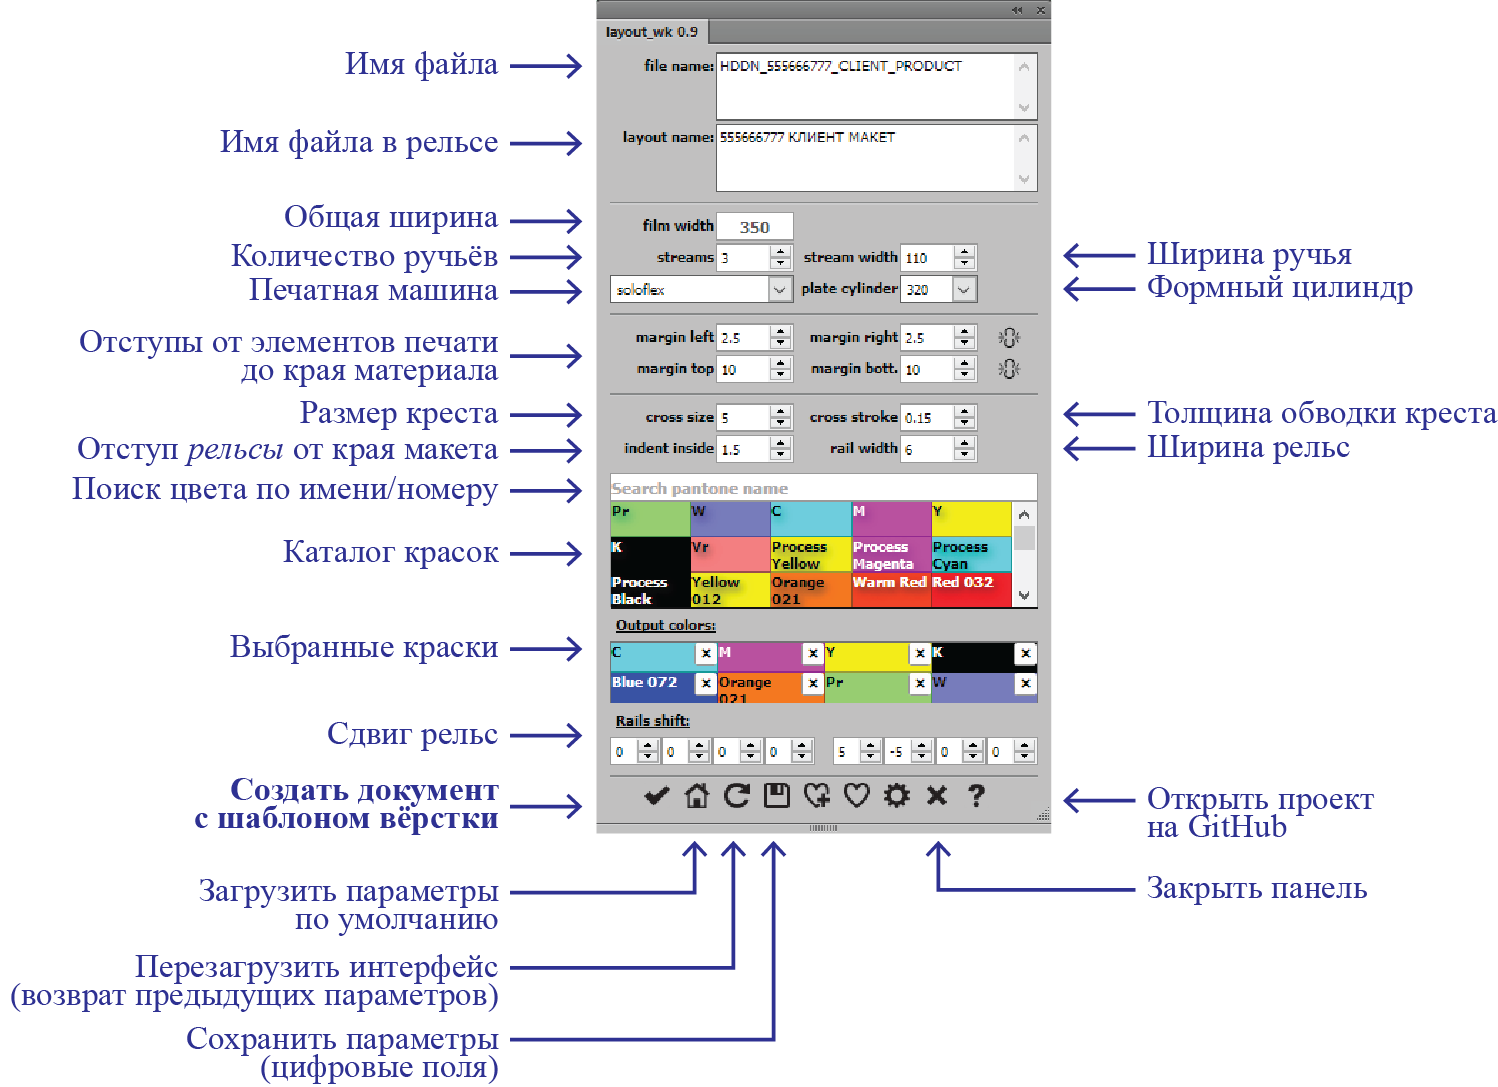 layout_wk 0.9
Имя файла
file name: HDDN_555666777_CLIENT_PRODUCT
Имя файла в рельсе
layout name: 555666777 КЛИЕНТ МАКЕТ
Общая ширина
film width 350
Количество ручьёв
streams 3 stream width 110
Ширина ручья
Печатная машина
soloflex plate cylinder 320
Формный цилиндр
Отступы от элементов печати
до края материала
margin left 2.5 margin right 2.5
margin top 10 margin bott. 10
Размер креста
cross size 5 cross stroke 0.15
Толщина обводки креста
Отступ рельсы от края макета
indent inside 1.5 rail width 6
Ширина рельс
Поиск цвета по имени/номеру
Search pantone name
Каталог красок
Pr W C M Y
K Vr Process Process Process
Yellow Magenta Cyan
Process Yellow Orange Warm Red Red 032
Black 012 021
Output colors:
Выбранные краски
C M Y K
Blue 072 Orange Pr W
021
Rails shift:
Сдвиг рельс
0 0 0 0 5 -5 0 0
Создать документ
с шаблоном вёрстки
Открыть проект
на GitHub
Загрузить параметры
по умолчанию
Закрыть панель
Перезагрузить интерфейс
(возврат предыдущих параметров)
Сохранить параметры
(цифровые поля)